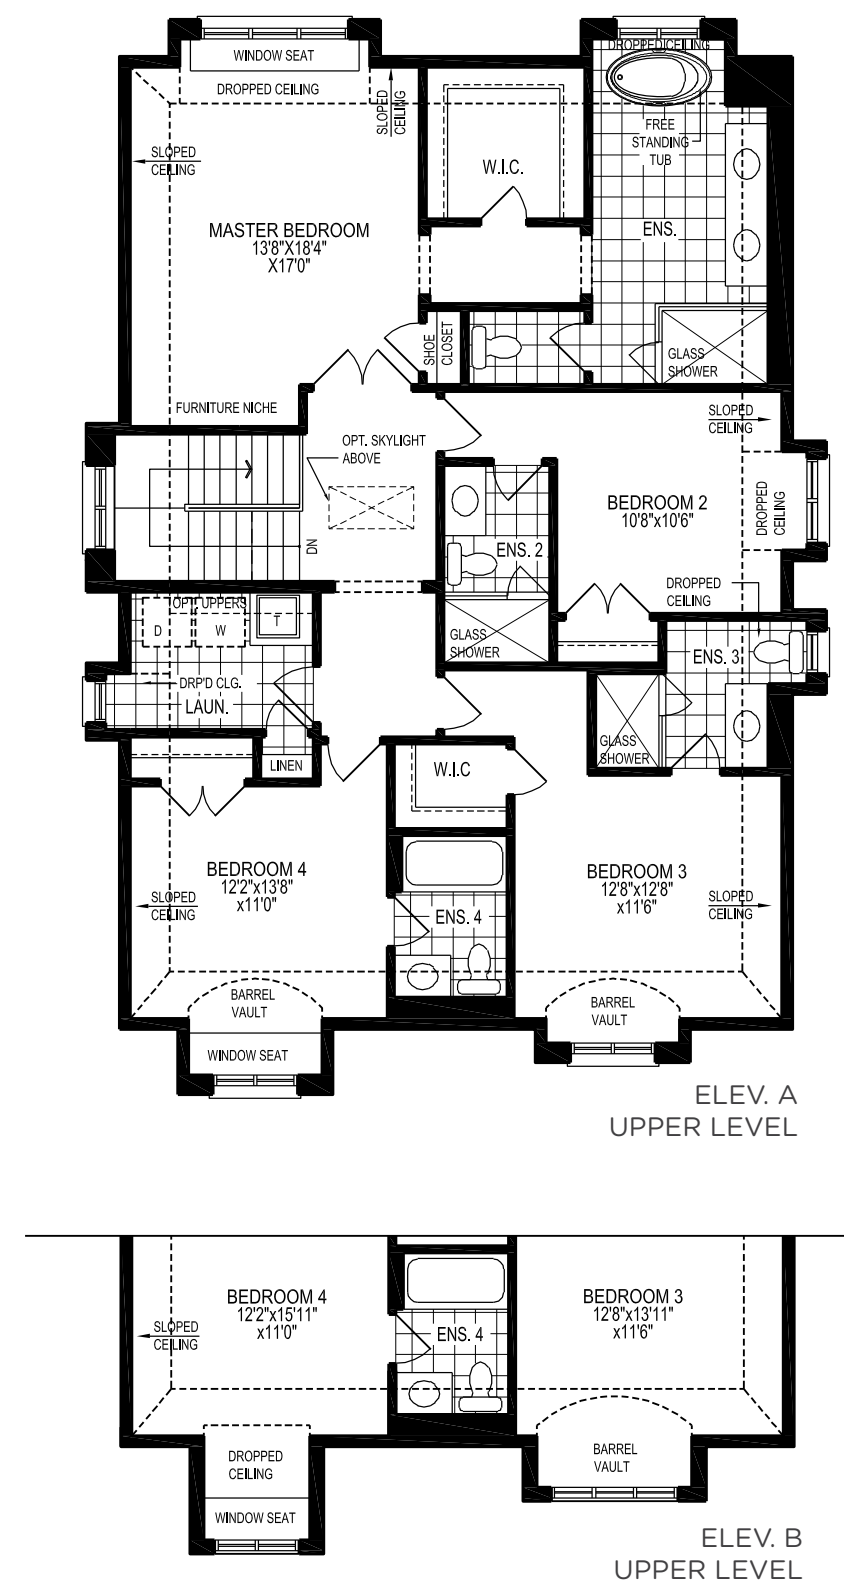 WINDOW SEAT
DROPPED CEILING
DROPPED CEILING
SLOPED
CEILING
FREE
STANDING
TUB
SLOPED
CEILING
W.I.C.
MASTER BEDROOM
13'8"X18'4"
X17'0"
ENS.
SHOE
CLOSET
GLASS
SHOWER
FURNITURE NICHE
SLOPED
CEILING
OPT. SKYLIGHT
ABOVE
BEDROOM 2
10'8"x10'6"
DROPPED
CEILING
DN
ENS. 2
DROPPED
CEILING
OPT. UPPERS
D
W
T
GLASS
SHOWER
ENS. 3
DRP'D CLG.
LAUN.
GLASS
SHOWER
LINEN
W.I.C
BEDROOM 4
12'2"x13'8"
x11'0"
BEDROOM 3
12'8"x12'8"
x11'6"
SLOPED
CEILING
ENS. 4
SLOPED
CEILING
BARREL
VAULT
BARREL
VAULT
WINDOW SEAT
ELEV. A
UPPER LEVEL
BEDROOM 4
12'2"x15'11"
x11'0"
BEDROOM 3
12'8"x13'11"
x11'6"
SLOPED
CEILING
ENS. 4
DROPPED
CEILING
BARREL
VAULT
WINDOW SEAT
ELEV. B
UPPER LEVEL